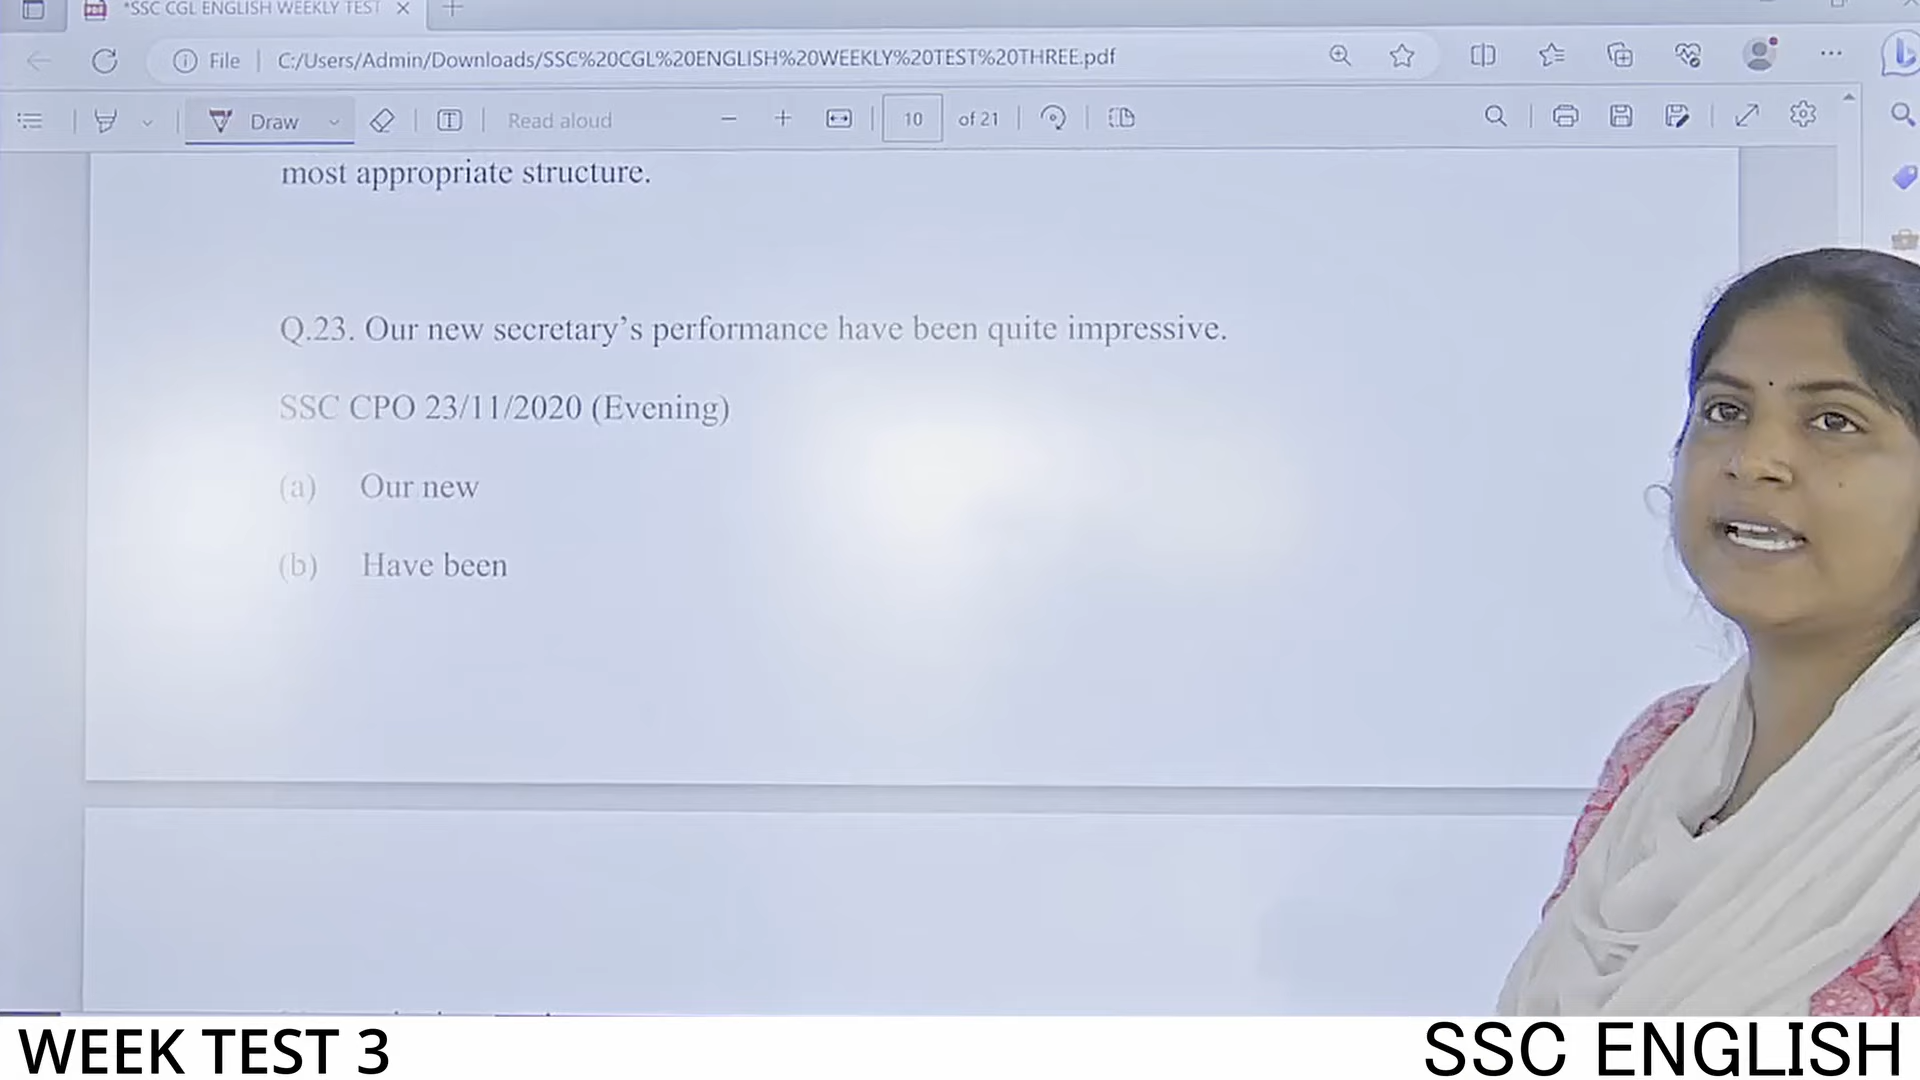 *SSC CGL ENGLISH WEEKLY TEST
File C:/Users/Admin/Downloads/SSC%20CGL%20ENGLISH%20WEEKLY%20TEST%20THREE.pdf
Draw Read aloud 10 of 21
most appropriate structure.
Q.23. Our new secretary’s performance have been quite impressive.
SSC CPO 23/11/2020 (Evening)
(a) Our new
(b) Have been
WEEK TEST 3
SSC ENGLISH